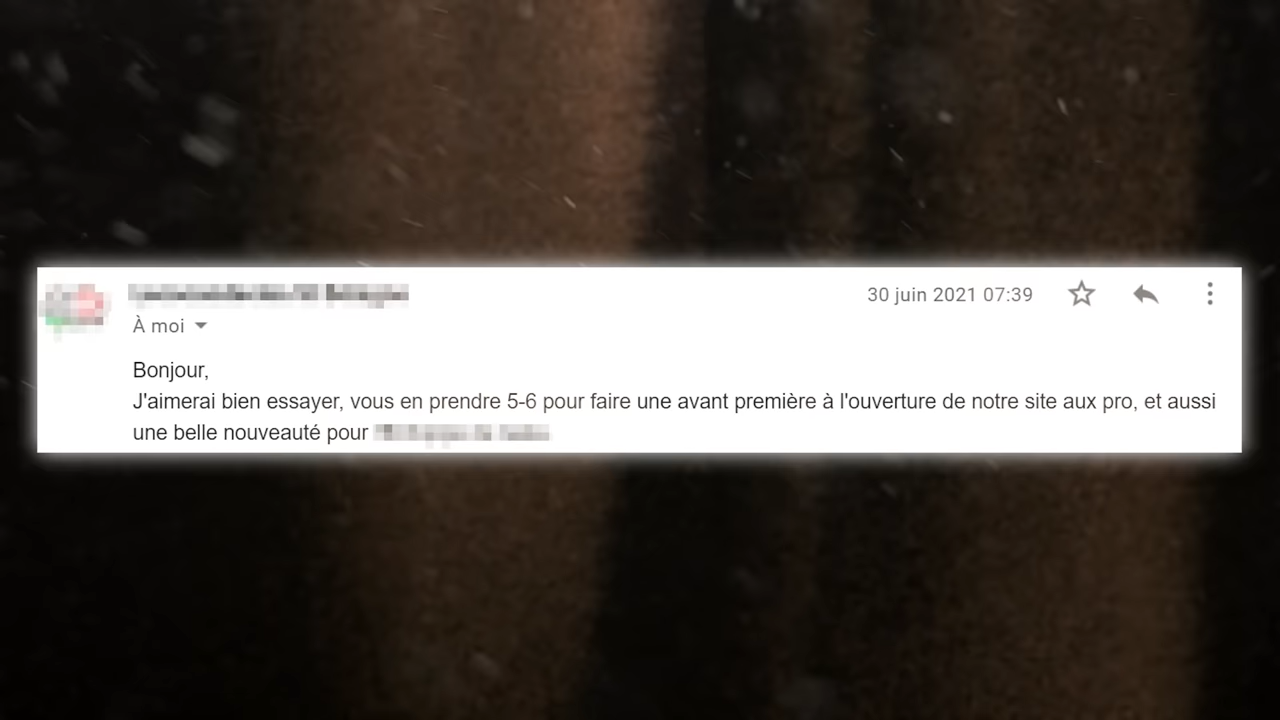 30 juin 2021 07:39
À moi
Bonjour,
J'aimerai bien essayer, vous en prendre 5-6 pour faire une avant première à l'ouverture de notre site aux pro, et aussi
une belle nouveauté pour